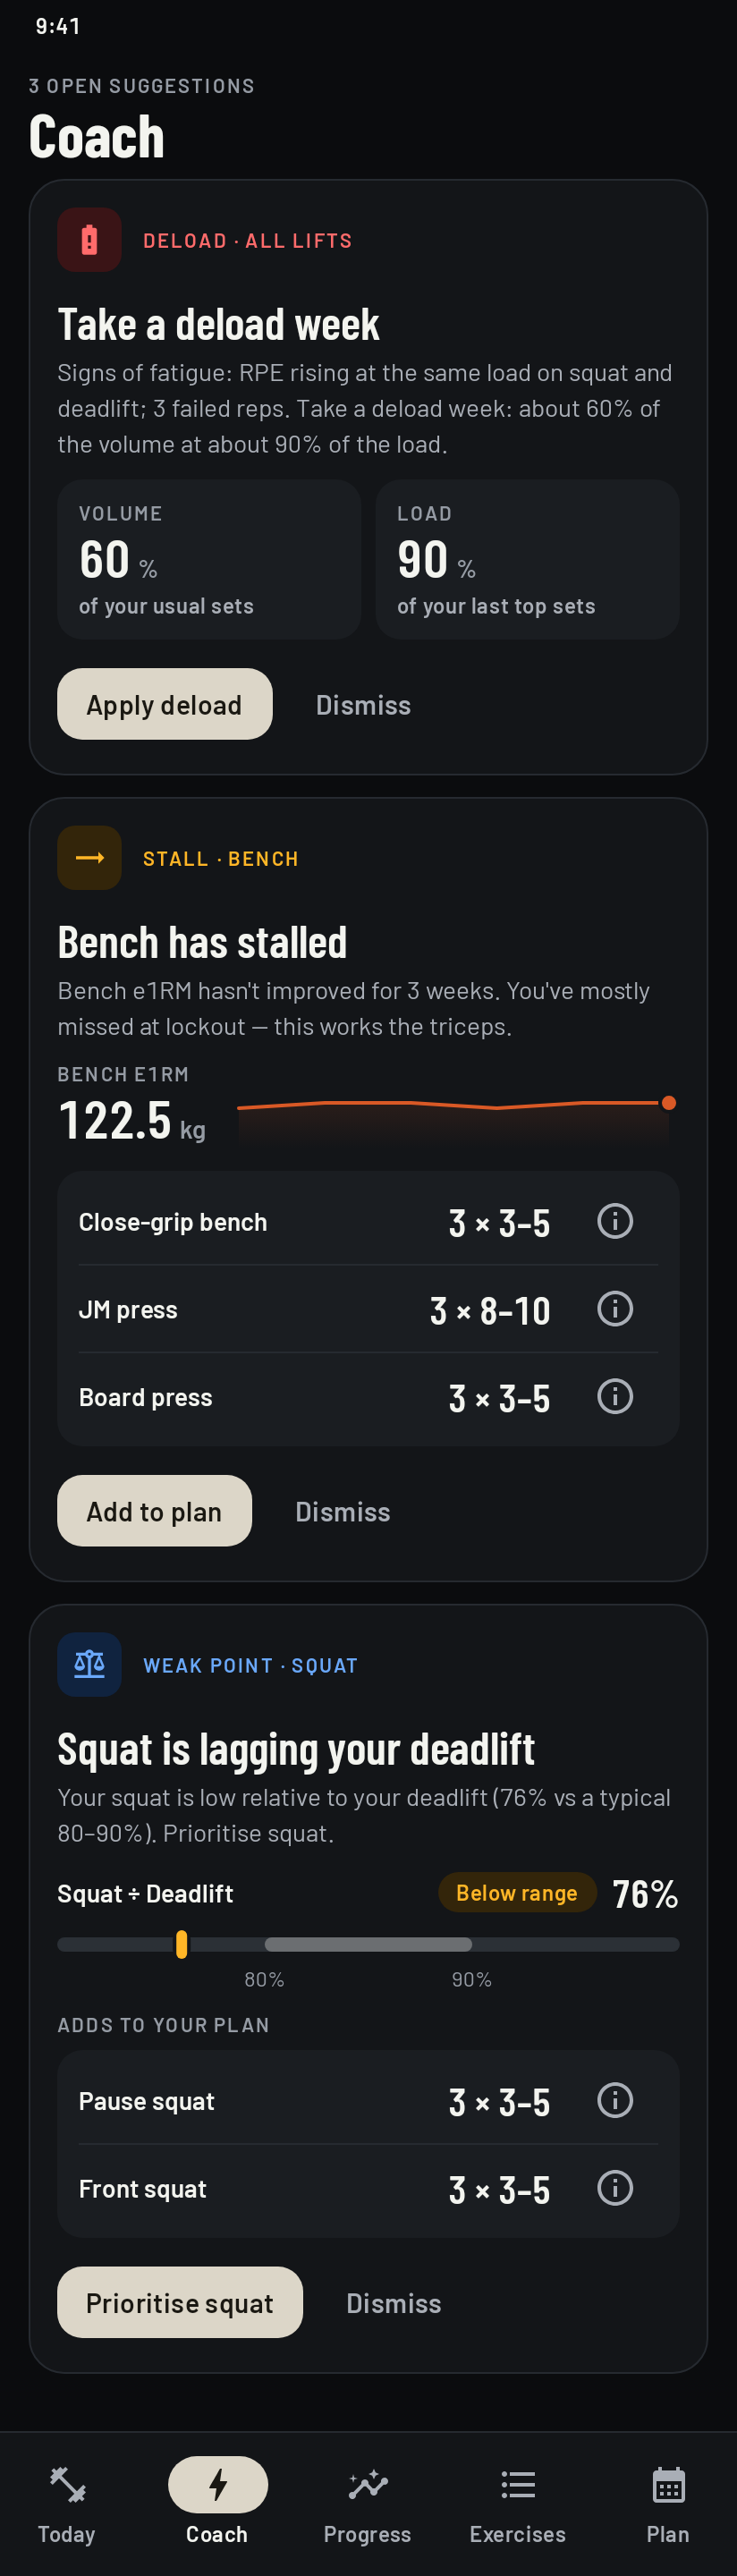 9:41
3 OPEN SUGGESTIONS
Coach
DELOAD · ALL LIFTS
Take a deload week
Signs of fatigue: RPE rising at the same load on squat and
deadlift; 3 failed reps. Take a deload week: about 60% of
the volume at about 90% of the load.
VOLUME
60 %
of your usual sets
LOAD
90 %
of your last top sets
Apply deload
Dismiss
STALL · BENCH
Bench has stalled
Bench e1RM hasn't improved for 3 weeks. You've mostly
missed at lockout — this works the triceps.
BENCH E1RM
122.5 kg
Close-grip bench 3 × 3–5
JM press 3 × 8–10
Board press 3 × 3–5
Add to plan
Dismiss
WEAK POINT · SQUAT
Squat is lagging your deadlift
Your squat is low relative to your deadlift (76% vs a typical
80–90%). Prioritise squat.
Squat ÷ Deadlift Below range 76%
80% 90%
ADDS TO YOUR PLAN
Pause squat 3 × 3–5
Front squat 3 × 3–5
Prioritise squat
Dismiss
Today Coach Progress Exercises Plan